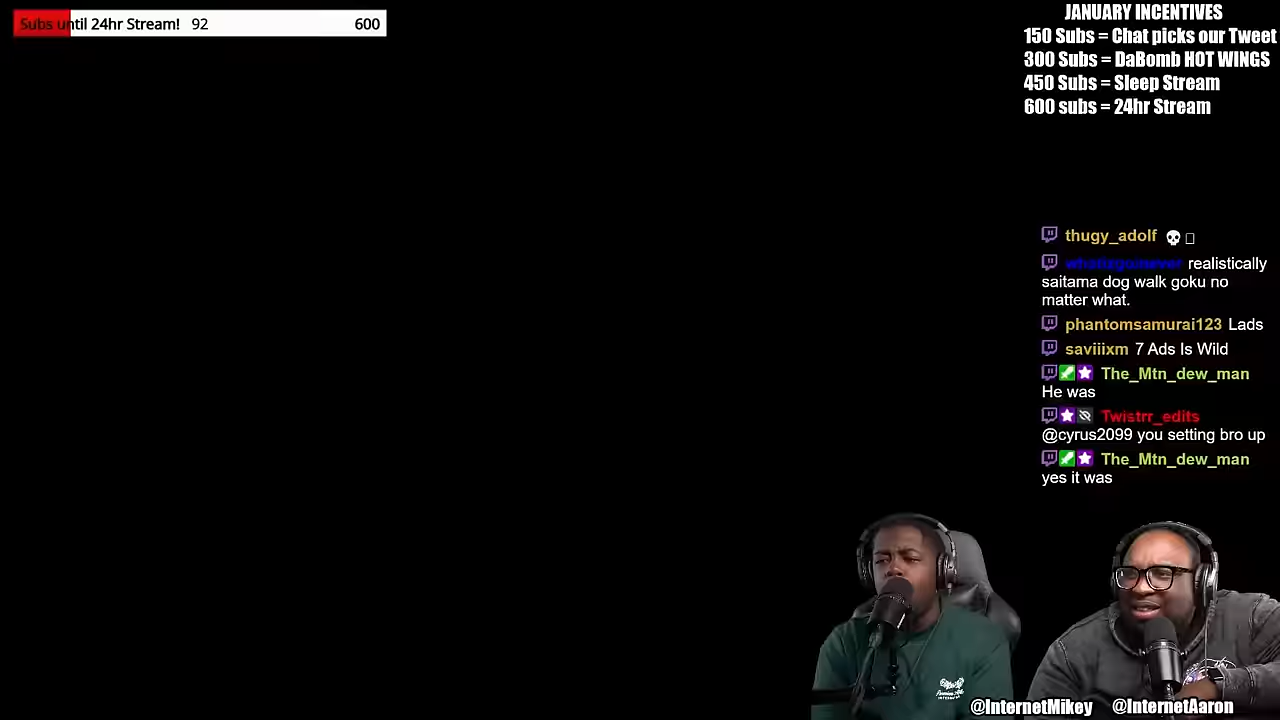 Subs until 24hr Stream! 92 600
JANUARY INCENTIVES
150 Subs = Chat picks our Tweet
300 Subs = DaBomb HOT WINGS
450 Subs = Sleep Stream
600 subs = 24hr Stream
thugy_adolf 💀
realistically
saitama dog walk goku no
matter what.
phantomsamurai123 Lads
saviiixm 7 Ads Is Wild
The_Mtn_dew_man
He was
Twistrr_edits
@cyrus2099 you setting bro up
The_Mtn_dew_man
yes it was
@InternetMikey @InternetAaron